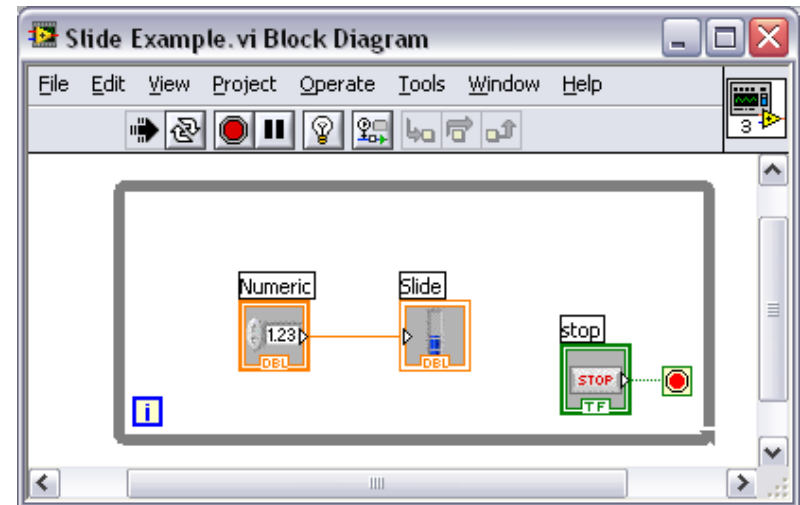 Slide Example.vi Block Diagram
File Edit View Project Operate Tools Window Help
3
Numeric
Slide
1.23
DBL
DBL
stop
STOP
TF
i